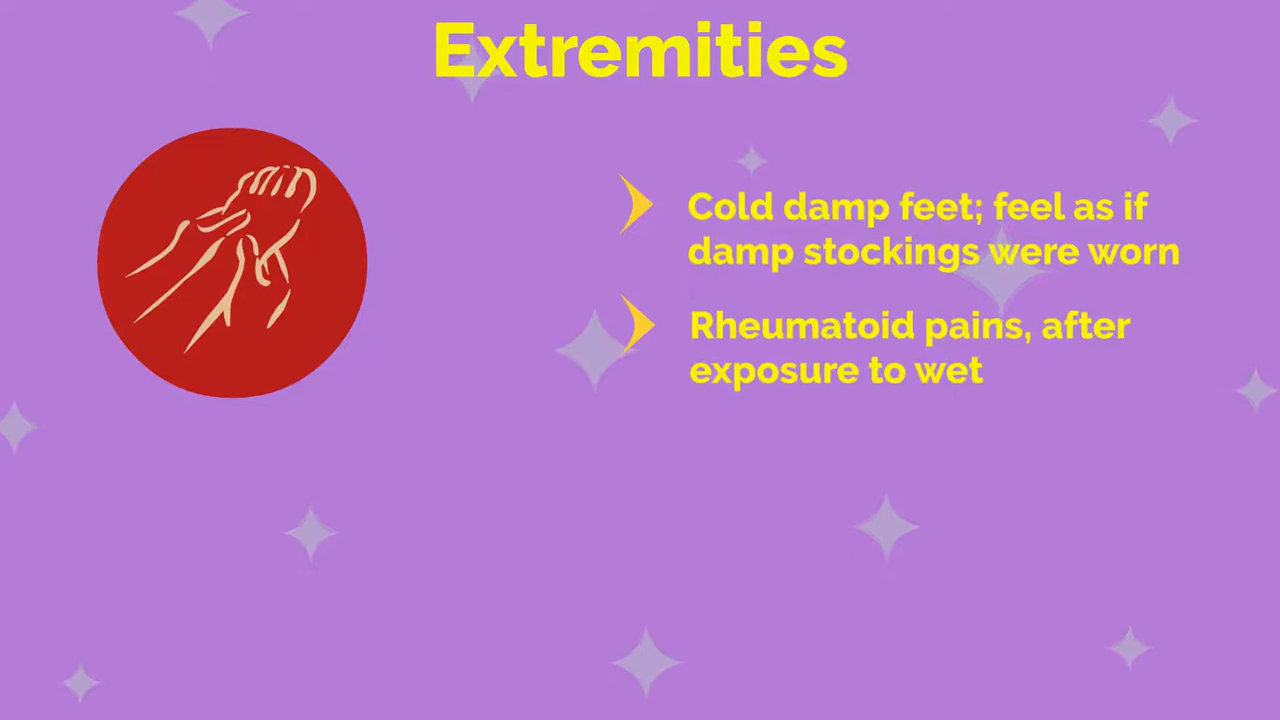 Extremities
Cold damp feet; feel as if
damp stockings were worn
Rheumatoid pains, after
exposure to wet